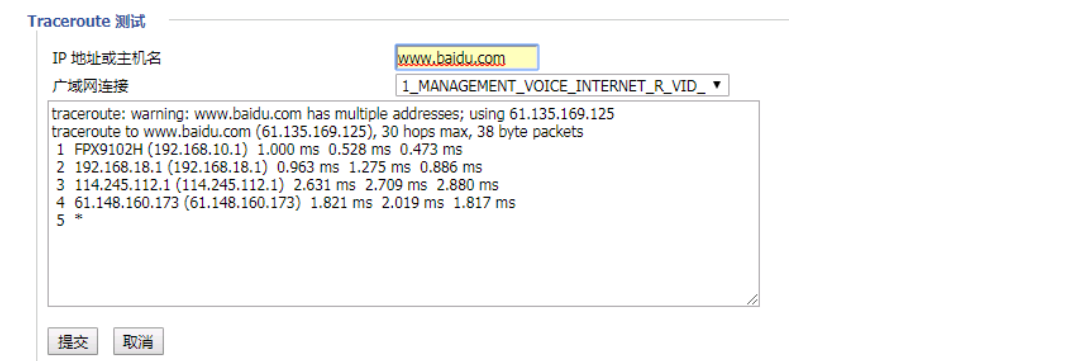 Traceroute 测试
IP 地址或主机名 www.baidu.com
广域网连接 1_MANAGEMENT_VOICE_INTERNET_R_VID_
traceroute: warning: www.baidu.com has multiple addresses; using 61.135.169.125
traceroute to www.baidu.com (61.135.169.125), 30 hops max, 38 byte packets
1 FPX9102H (192.168.10.1) 1.000 ms 0.528 ms 0.473 ms
2 192.168.18.1 (192.168.18.1) 0.963 ms 1.275 ms 0.886 ms
3 114.245.112.1 (114.245.112.1) 2.631 ms 2.709 ms 2.880 ms
4 61.148.160.173 (61.148.160.173) 1.821 ms 2.019 ms 1.817 ms
5 *
提交 取消